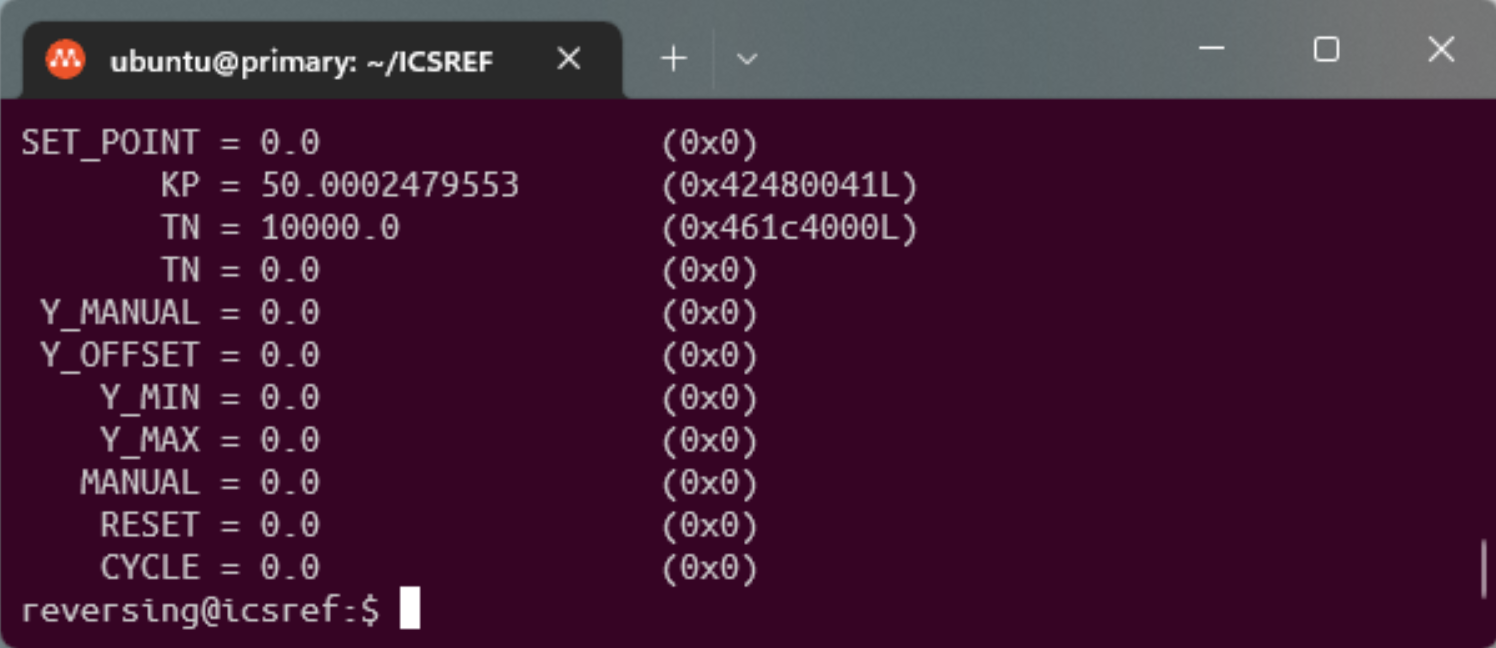 ubuntu@primary: ~/ICSREF
SET_POINT = 0.0 (0x0)
KP = 50.0002479553 (0x42480041L)
TN = 10000.0 (0x461c4000L)
TN = 0.0 (0x0)
Y_MANUAL = 0.0 (0x0)
Y_OFFSET = 0.0 (0x0)
Y_MIN = 0.0 (0x0)
Y_MAX = 0.0 (0x0)
MANUAL = 0.0 (0x0)
RESET = 0.0 (0x0)
CYCLE = 0.0 (0x0)
reversing@icsref:$